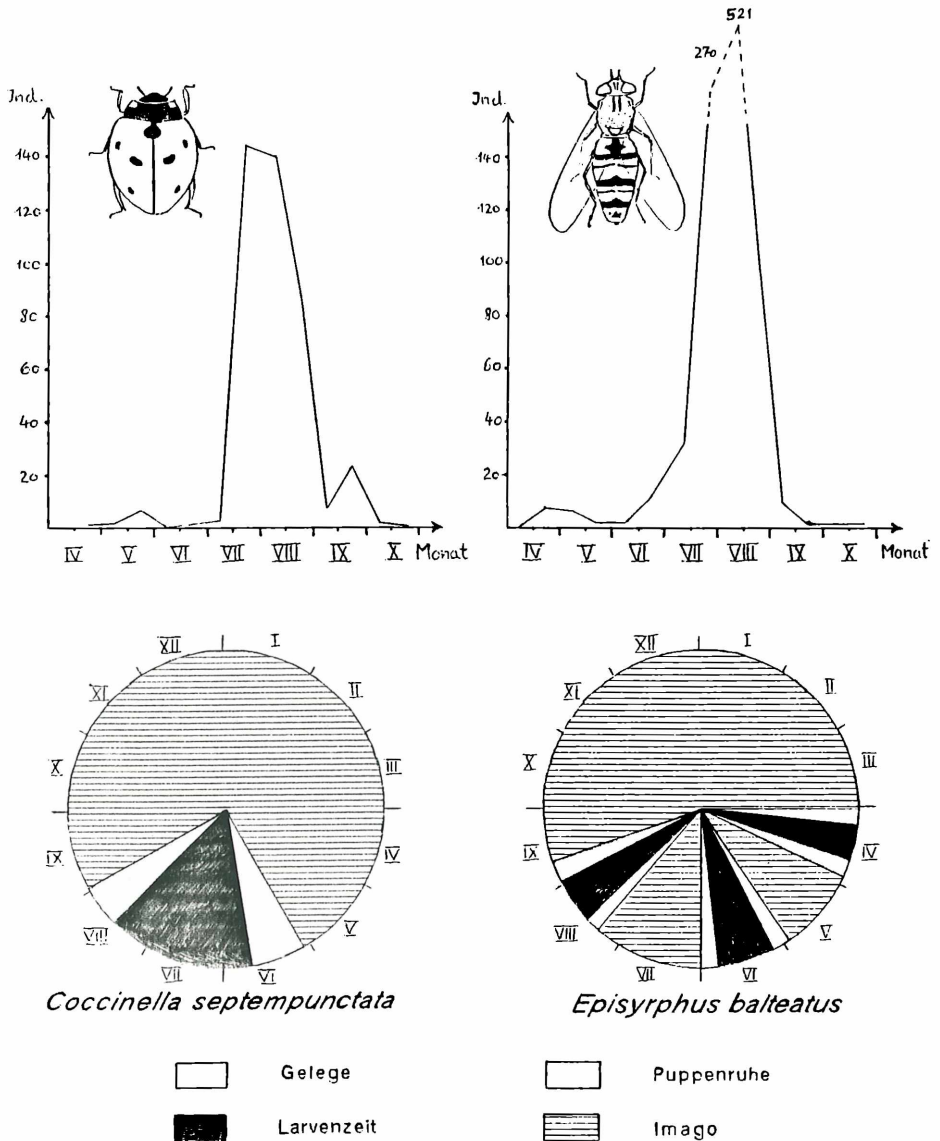 521
270
Ind.
140
120
100
80
60
40
20
IV V VI VII VIII IX X Monat
Ind.
140
120
100
80
60
40
20
IV V VI VII VIII IX X Monat
XII I
XI II
X III
IX IV
VIII V
VII VI
Coccinella septempunctata
XII I
XI II
X III
IX IV
VIII V
VII VI
Episyrphus balteatus
Gelege
Puppenruhe
Larvenzeit
Imago